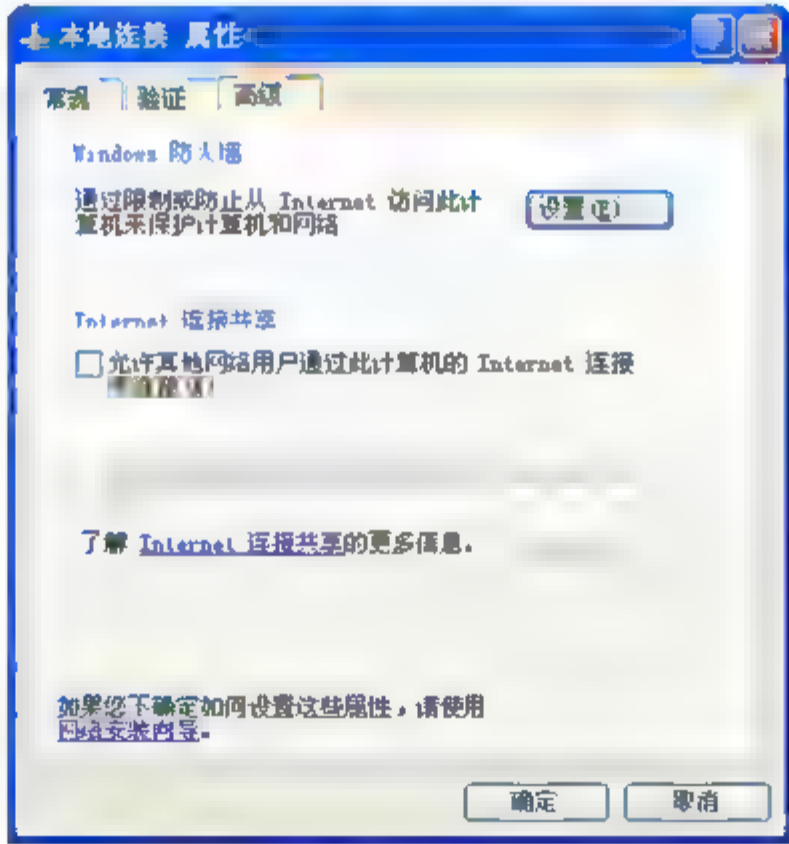 本地连接 属性
常规 验证 高级
Windows 防火墙
通过限制或防止从 Internet 访问此计
算机来保护计算机和网络
设置(E)
Internet 连接共享
允许其他网络用户通过此计算机的 Internet 连接
了解 Internet 连接共享的更多信息。
如果您不确定如何设置这些属性，请使用
网络安装向导。
确定 取消